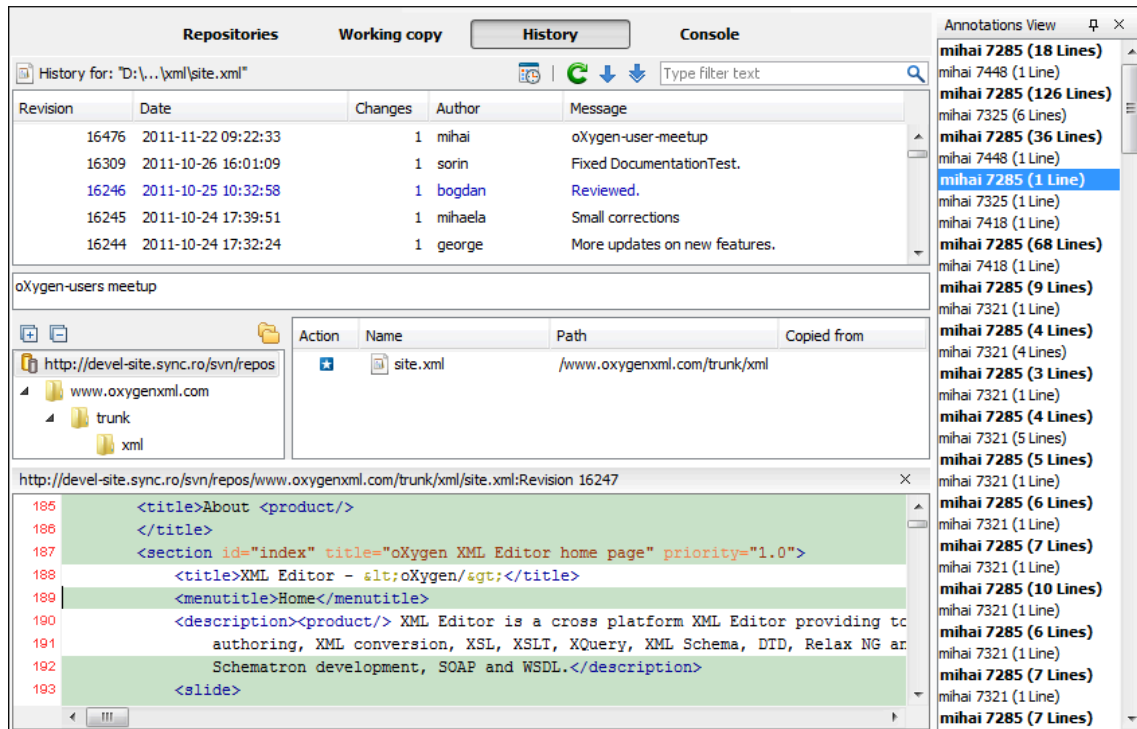 Repositories Working copy History Console
History for: "D:\...\xml\site.xml" Type filter text
Revision Date Changes Author Message
16476 2011-11-22 09:22:33 1 mihai oXygen-user-meetup
16309 2011-10-26 16:01:09 1 sorin Fixed DocumentationTest.
16246 2011-10-25 10:32:58 1 bogdan Reviewed.
16245 2011-10-24 17:39:51 1 mihaela Small corrections
16244 2011-10-24 17:32:24 1 george More updates on new features.
oXygen-users meetup
http://devel-site.sync.ro/svn/repos
www.oxygenxml.com
trunk
xml
Action Name Path Copied from
site.xml /www.oxygenxml.com/trunk/xml
http://devel-site.sync.ro/svn/repos/www.oxygenxml.com/trunk/xml/site.xml:Revision 16247
185 <title>About <product/>
186 </title>
187 <section id="index" title="oXygen XML Editor home page" priority="1.0">
188 <title>XML Editor - &lt;oXygen/&gt;</title>
189 <menutitle>Home</menutitle>
190 <description><product/> XML Editor is a cross platform XML Editor providing to
191 authoring, XML conversion, XSL, XSLT, XQuery, XML Schema, DTD, Relax NG an
192 Schematron development, SOAP and WSDL.</description>
193 <slide>
Annotations View
mihai 7285 (18 Lines)
mihai 7448 (1 Line)
mihai 7285 (126 Lines)
mihai 7325 (6 Lines)
mihai 7285 (36 Lines)
mihai 7448 (1 Line)
mihai 7285 (1 Line)
mihai 7325 (1 Line)
mihai 7418 (1 Line)
mihai 7285 (68 Lines)
mihai 7418 (1 Line)
mihai 7285 (9 Lines)
mihai 7321 (1 Line)
mihai 7285 (4 Lines)
mihai 7321 (4 Lines)
mihai 7285 (3 Lines)
mihai 7321 (1 Line)
mihai 7285 (4 Lines)
mihai 7321 (5 Lines)
mihai 7285 (5 Lines)
mihai 7321 (1 Line)
mihai 7285 (6 Lines)
mihai 7321 (1 Line)
mihai 7285 (7 Lines)
mihai 7321 (1 Line)
mihai 7285 (10 Lines)
mihai 7321 (1 Line)
mihai 7285 (6 Lines)
mihai 7321 (1 Line)
mihai 7285 (7 Lines)
mihai 7321 (1 Line)
mihai 7285 (7 Lines)